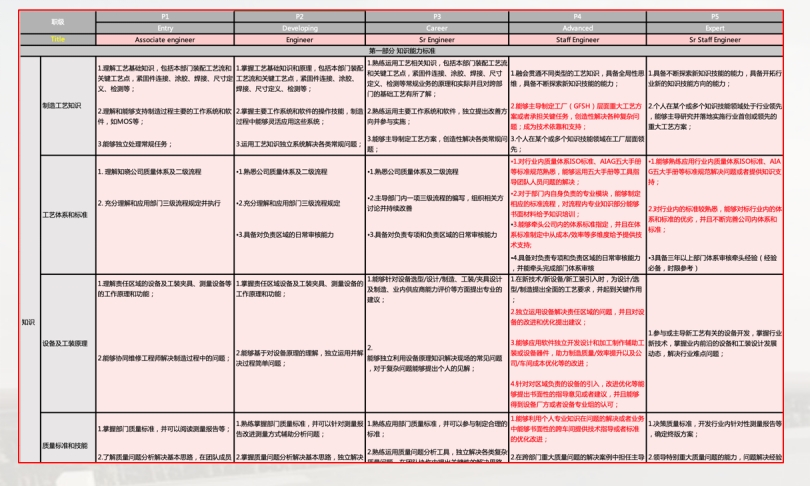 职级 P1 P2 P3 P4 P5
Entry Developing Career Advanced Expert
Title Associate engineer Engineer Sr Engineer Staff Engineer Sr Staff Engineer
第一部分 知识能力标准
知识
制造工艺知识
1.理解工艺基础知识，包括本部门装配工艺流和
关键工艺点，紧固件连接、涂胶、焊接、尺寸定
义、检测等；
2.理解和能够支持制造过程主要的工作系统和软
件，如MOS等；
3.能够独立处理常规任务；
1.掌握工艺基础知识和原理，包括本部门装配
工艺流和关键工艺点，紧固件连接、涂胶、
焊接、尺寸定义、检测等；
2.掌握主要工作系统和软件的操作技能，制造
过程中能够灵活应用这些系统；
3.运用工艺知识独立系统解决各类常规问题；
1.熟练运用工艺相关知识，包括本部门装配工艺流
和关键工艺点，紧固件连接、涂胶、焊接、尺寸
定义、检测等常规业务的原理和实际并且对跨部
门的基础工艺有所了解；
2.熟练运用主要工作系统和软件，独立提出改善方
向并参与实施；
3.能够主导制定工艺方案，创造性解决各类常规问
题；
1.融会贯通不同类型的工艺知识，具备全局性思
维，具备不断探索新知识技能的能力；
2.能够主导制定工厂（GFSH）层面重大工艺方
案或者承担关键任务，创造性解决各种复杂问
题；成为技术依靠和支持；
3.个人在某个或多个知识技能领域在工厂层面领
先；
1.具备不断探索新知识技能的能力，具备开拓行
业新的技能方向的能力；
2.个人在某个或多个知识技能领域处于行业领先
，能够主导研究并落地实施行业首创或领先的
重大工艺方案；
工艺体系和标准
1. 理解知晓公司质量体系及二级流程
2. 充分理解和应用部门三级流程规定并执行
•1.熟悉公司质量体系及二级流程
•2.充分理解和应用部门三级流程规定
•3.具备对负责区域的日常审核能力
•1.熟悉公司质量体系及二级流程
•2.主导部门内一项三级流程的编写，组织相关方
讨论并持续改善
•3.具备对负责专项和负责区域的日常审核能力
•1.对行业内质量体系ISO标准、AIAG五大手册
等标准规范熟悉，能够运用五大手册等工具指
导团队人员问题的解决；
•2.对于部门内自身负责的专业模块，能够制定
相应的标准流程，对流程内专业知识部分能够
书面材料给予知识培训；
•3.能够牵头公司内的体系标准指定，并且在体
系标准制定中从成本/效率等多维度给予提供技
术支持;
•4.具备对负责专项和负责区域的日常审核能力
，并能牵头完成部门体系审核
•1.能够熟练应用行业内质量体系ISO标准、AIA
G五大手册等标准规范解决问题或者提供知识支
持；
2.对行业内的标准较熟悉，能够对标行业内的体
系和标准的优劣，并且不断完善公司内体系和
标准；
•3具备三年以上部门体系审核牵头经验（经验
必备，时限参考）
设备及工装原理
1.理解责任区域的设备及工装夹具、测量设备等
的工作原理和功能；
2.能够协同维修工程师解决制造过程中的问题；
1.掌握责任区域设备及工装夹具、测量设备的
工作原理和功能；
2.能够基于对设备原理的理解，独立运用并解
决过程简单问题；
1.能够针对设备选型/设计/制造、工装/夹具设计
及制造、业内供应商能力评价等方面提出专业的
建议；
2.
能够独立利用设备原理知识解决现场的常见问题
，对于复杂问题能够提出个人的见解；
1.在新技术/新设备/新工装引入时，为设计/选
型/制造提出全面的工艺要求，并起到关键作用
；
2.独立运用设备解决责任区域的问题，并且对设
备的改进和优化提出建议；
3.能够应用软件独立开发设计和加工制作辅助工
装或设备器件，助力制造质量/效率提升以及公
司/车间成本优化等的改进；
4.针对对区域负责的设备的引入，改进优化等能
够提出书面性的指导意见或者建议，并且能够
得到设备厂方或者设备专业组的认可；
1.参与或主导新工艺有关的设备开发，掌握行业
新技术，掌握业内前沿的设备和工装设计发展
动态，解决行业难点问题；
质量标准和技能
1.掌握部门质量标准，并可以阅读测量报告等；
2.了解质量问题分析解决基本思路，在团队成员
1.熟练掌握部门质量标准，并可以针对测量报
告改进测量方式辅助分析问题；
2.掌握质量问题分析解决基本思路，独立解决
1.熟练应用部门质量标准，并可以参与制定合理的
标准；
2.熟练运用质量问题分析工具，独立解决各类复杂
1.能够利用个人专业知识在问题的解决或者业务
中能够书面性的跨车间提供技术指导或者标准
的优化改进；
2.在跨部门重大质量问题的解决案例中担任主导
1.决策质量标准，开发行业内针对性测量报告等
，确定终版方案；
2.领导特别重大质量问题的能力，问题解决经验